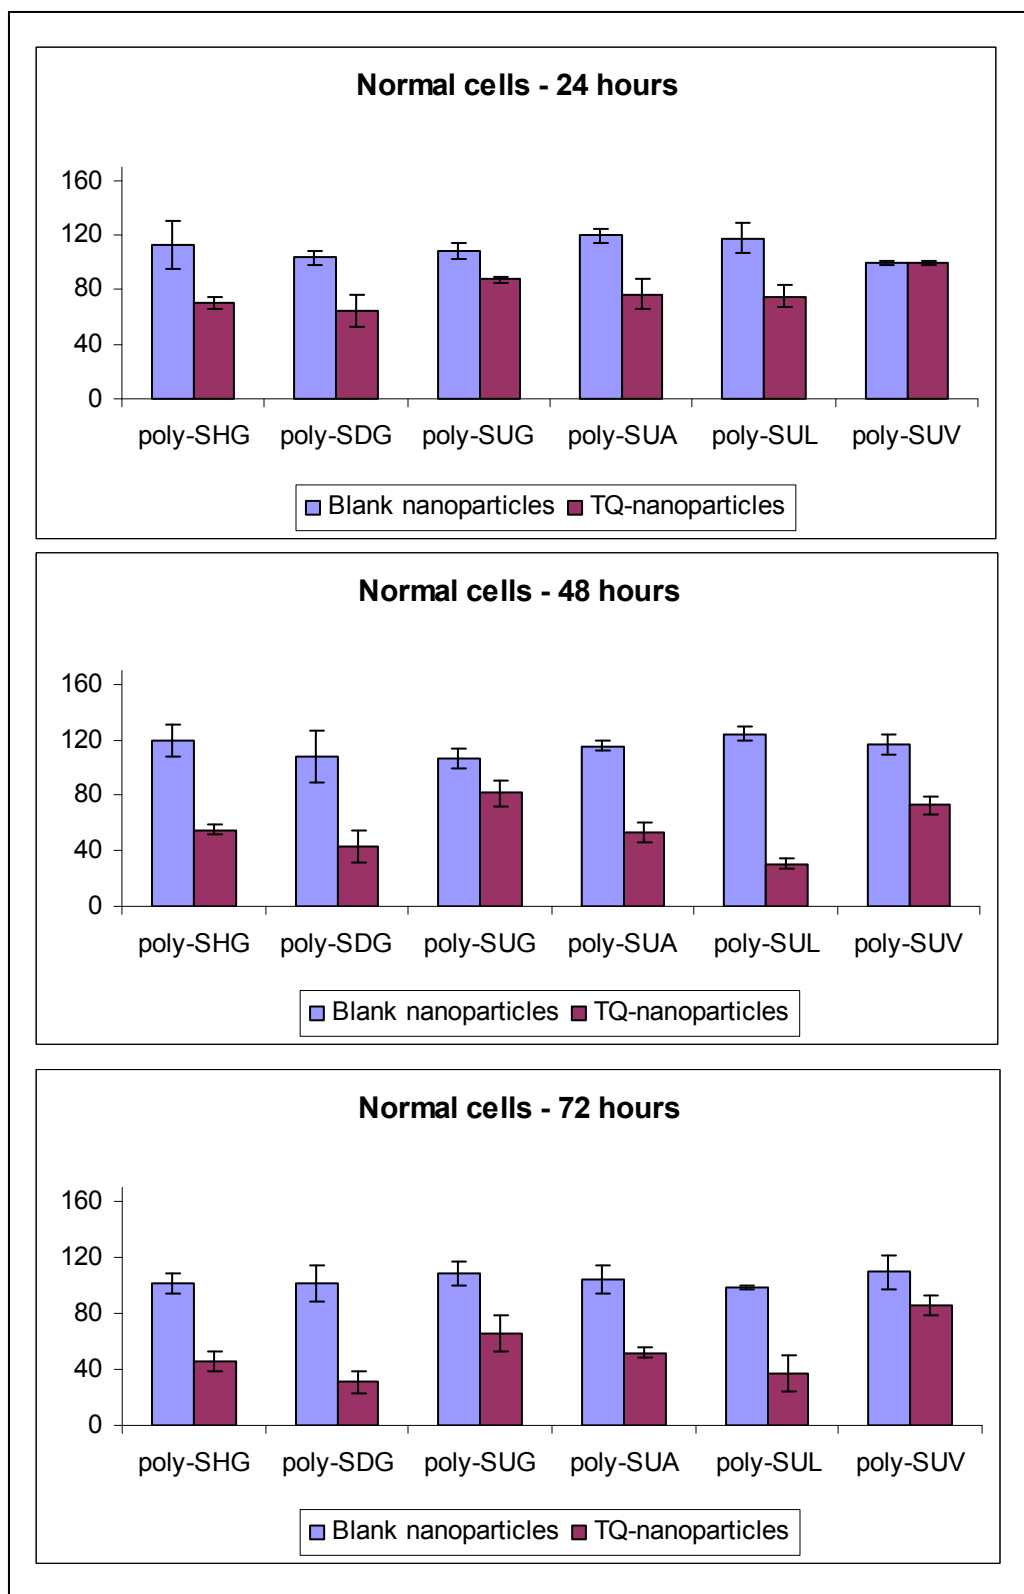 Normal cells - 24 hours
160
120
80
40
0
poly-SHG poly-SDG poly-SUG poly-SUA poly-SUL poly-SUV
Blank nanoparticles TQ-nanoparticles
Normal cells - 48 hours
160
120
80
40
0
poly-SHG poly-SDG poly-SUG poly-SUA poly-SUL poly-SUV
Blank nanoparticles TQ-nanoparticles
Normal cells - 72 hours
160
120
80
40
0
poly-SHG poly-SDG poly-SUG poly-SUA poly-SUL poly-SUV
Blank nanoparticles TQ-nanoparticles